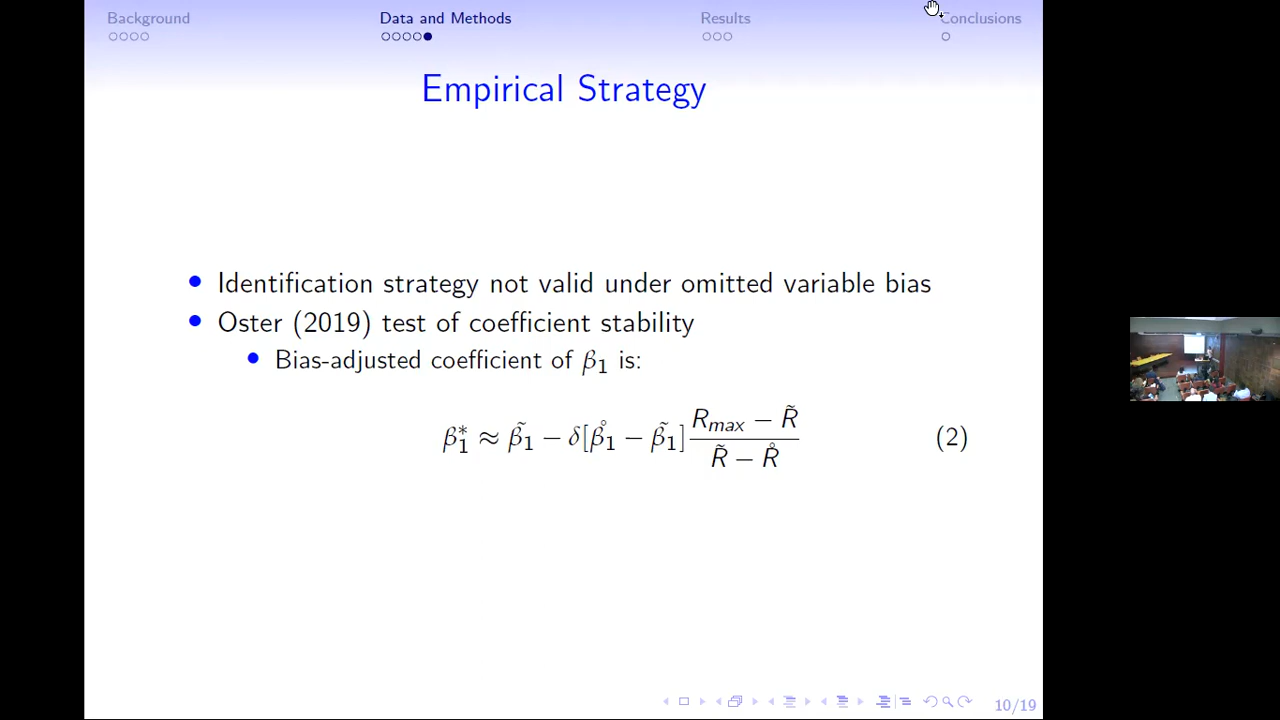 Background Data and Methods Results Conclusions
Empirical Strategy
Identification strategy not valid under omitted variable bias
Oster (2019) test of coefficient stability
Bias-adjusted coefficient of β₁ is:
β₁* ≈ β̃₁ − δ[β̊₁ − β̃₁] (R_max − R̃)/(R̃ − R̊) (2)
10/19